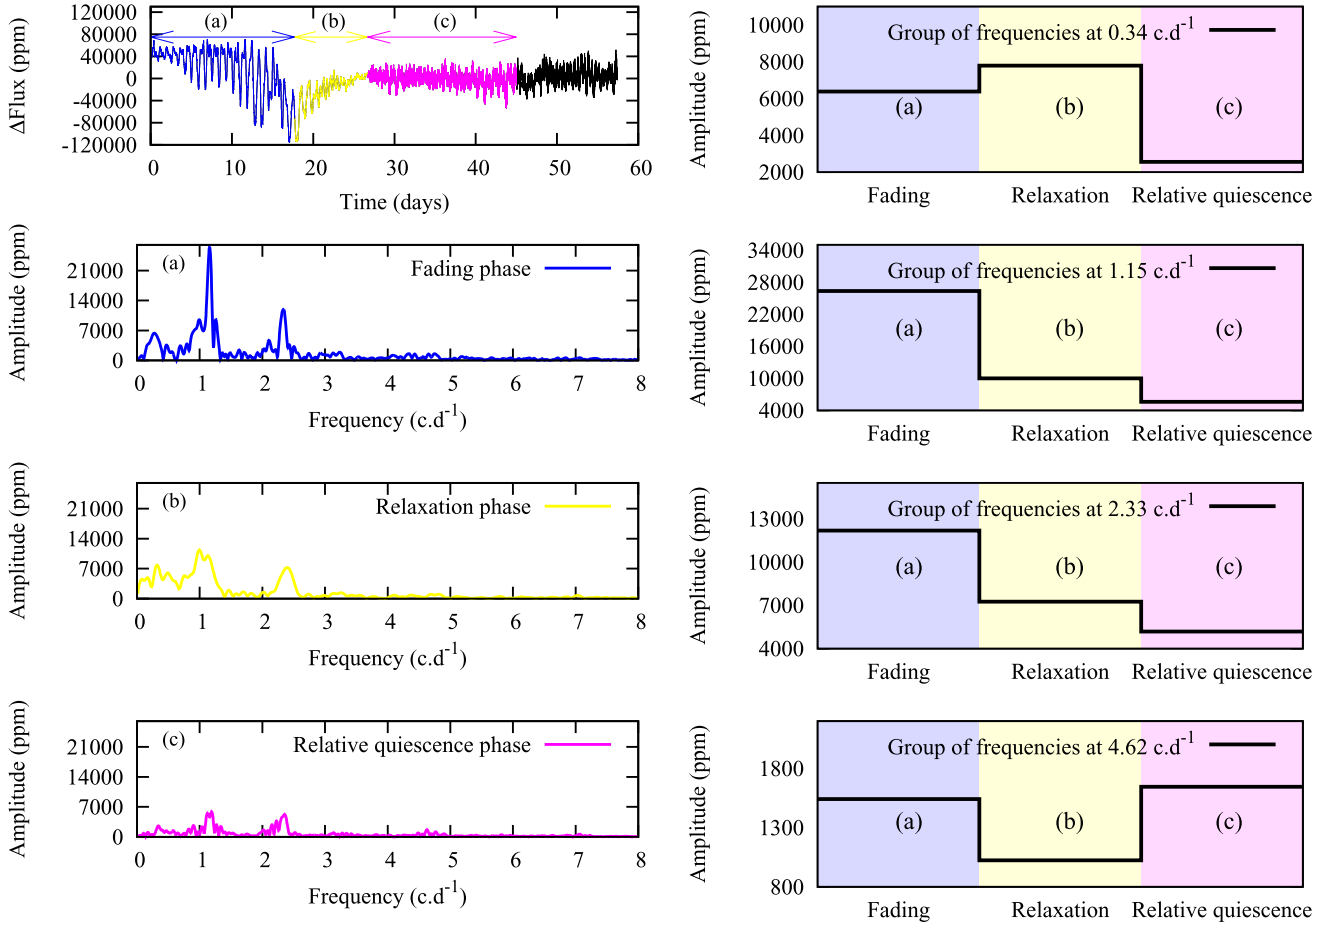 120000
80000
40000
0
-40000
-80000
-120000
ΔFlux (ppm)
(a)
(b)
(c)
0 10 20 30 40 50 60
Time (days)
21000
14000
7000
0
Amplitude (ppm)
(a)
Fading phase
0 1 2 3 4 5 6 7 8
Frequency (c.d-1)
21000
14000
7000
0
Amplitude (ppm)
(b)
Relaxation phase
0 1 2 3 4 5 6 7 8
Frequency (c.d-1)
21000
14000
7000
0
Amplitude (ppm)
(c)
Relative quiescence phase
0 1 2 3 4 5 6 7 8
Frequency (c.d-1)
10000
8000
6000
4000
2000
Amplitude (ppm)
Group of frequencies at 0.34 c.d-1
(a) (b) (c)
Fading Relaxation Relative quiescence
34000
28000
22000
16000
10000
4000
Amplitude (ppm)
Group of frequencies at 1.15 c.d-1
(a) (b) (c)
Fading Relaxation Relative quiescence
13000
10000
7000
4000
Amplitude (ppm)
Group of frequencies at 2.33 c.d-1
(a) (b) (c)
Fading Relaxation Relative quiescence
1800
1300
800
Amplitude (ppm)
Group of frequencies at 4.62 c.d-1
(a) (b) (c)
Fading Relaxation Relative quiescence